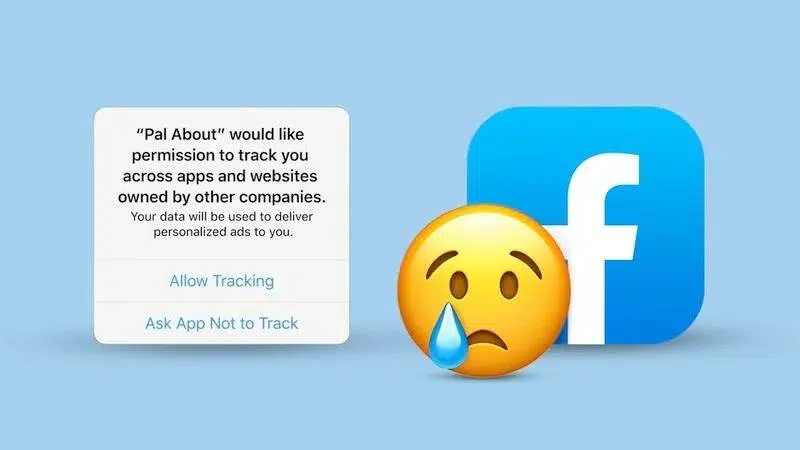 “Pal About” would like
permission to track you
across apps and websites
owned by other companies.
Your data will be used to deliver
personalized ads to you.
Allow Tracking
Ask App Not to Track
f